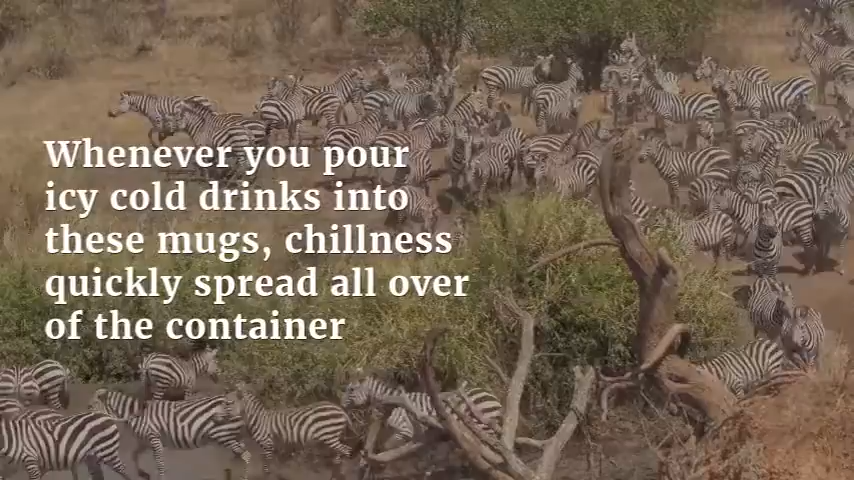 Whenever you pour
icy cold drinks into
these mugs, chillness
quickly spread all over
of the container